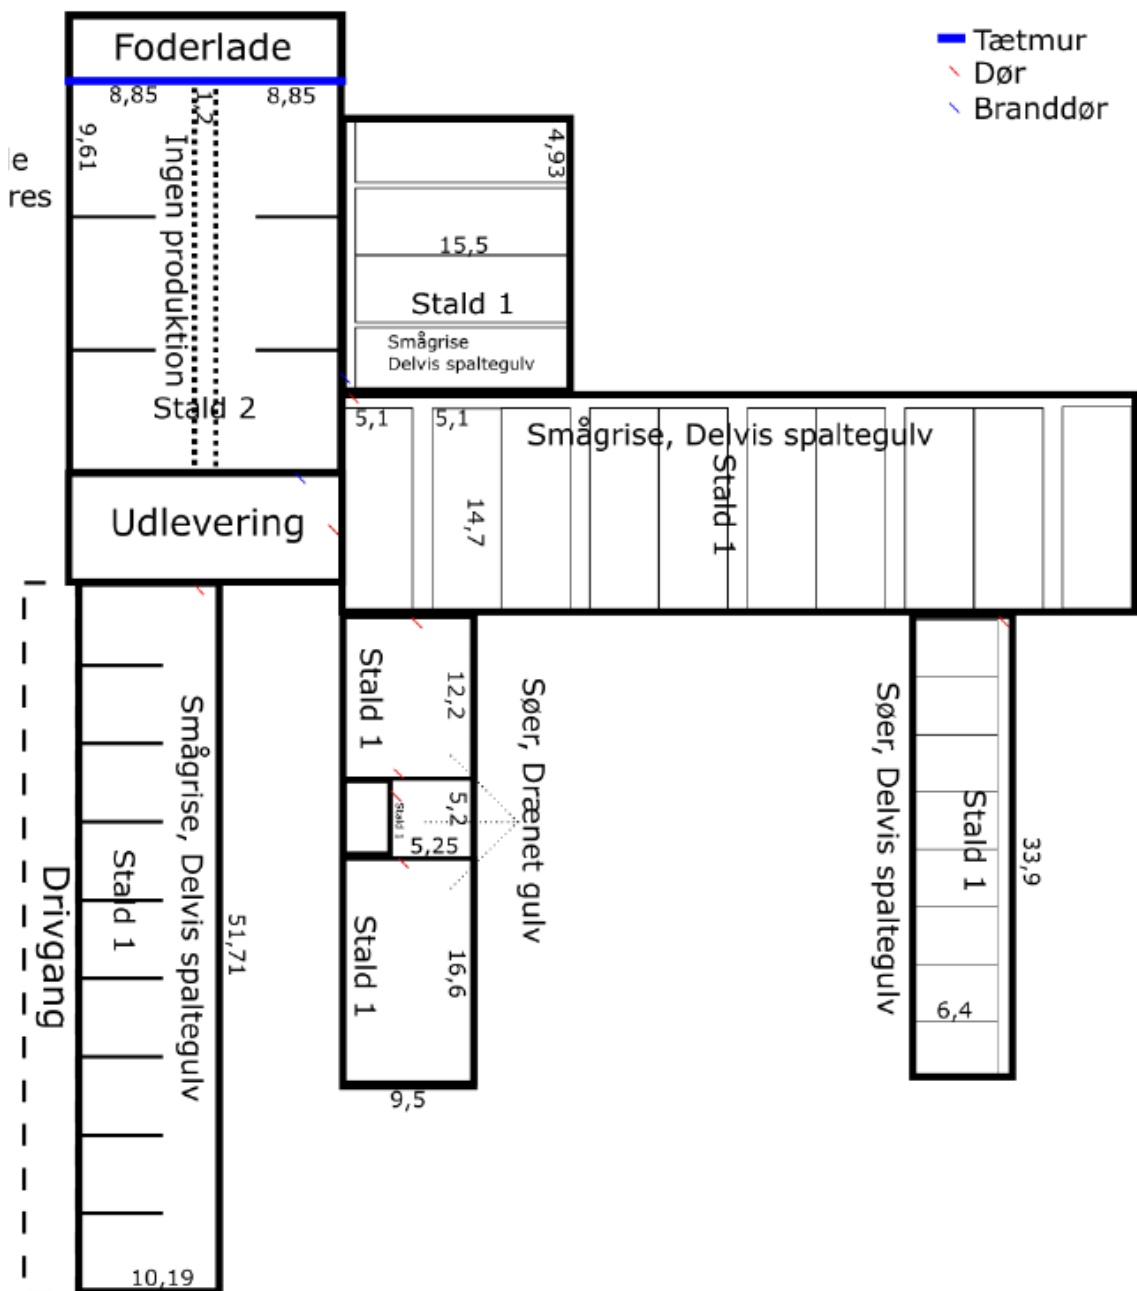 Foderlade
Tætmur
Dør
Branddør
8,85
1,2
8,85
9,61
Ingen produktion
Stald 2
e
res
4,93
15,5
Stald 1
Smågrise
Delvis spaltegulv
5,1
5,1
Smågrise, Delvis spaltegulv
Stald 1
14,7
Udlevering
Stald 1
12,2
Søer, Drænet gulv
Stald 1
5,2
5,25
Stald 1
16,6
9,5
Søer, Delvis spaltegulv
Stald 1
33,9
6,4
Smågrise, Delvis spaltegulv
Stald 1
Drivgang
51,71
10,19